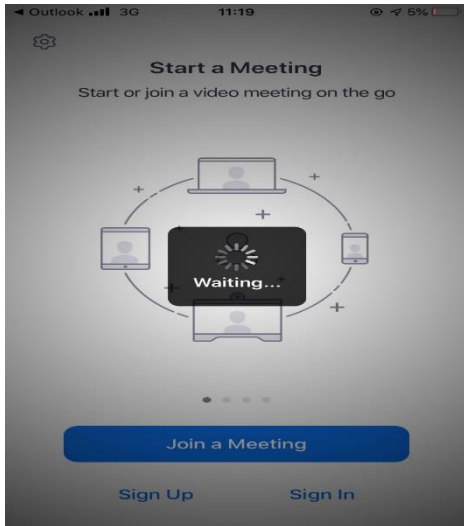 Outlook 3G 11:19 5%
Start a Meeting
Start or join a video meeting on the go
Waiting...
Join a Meeting
Sign Up Sign In